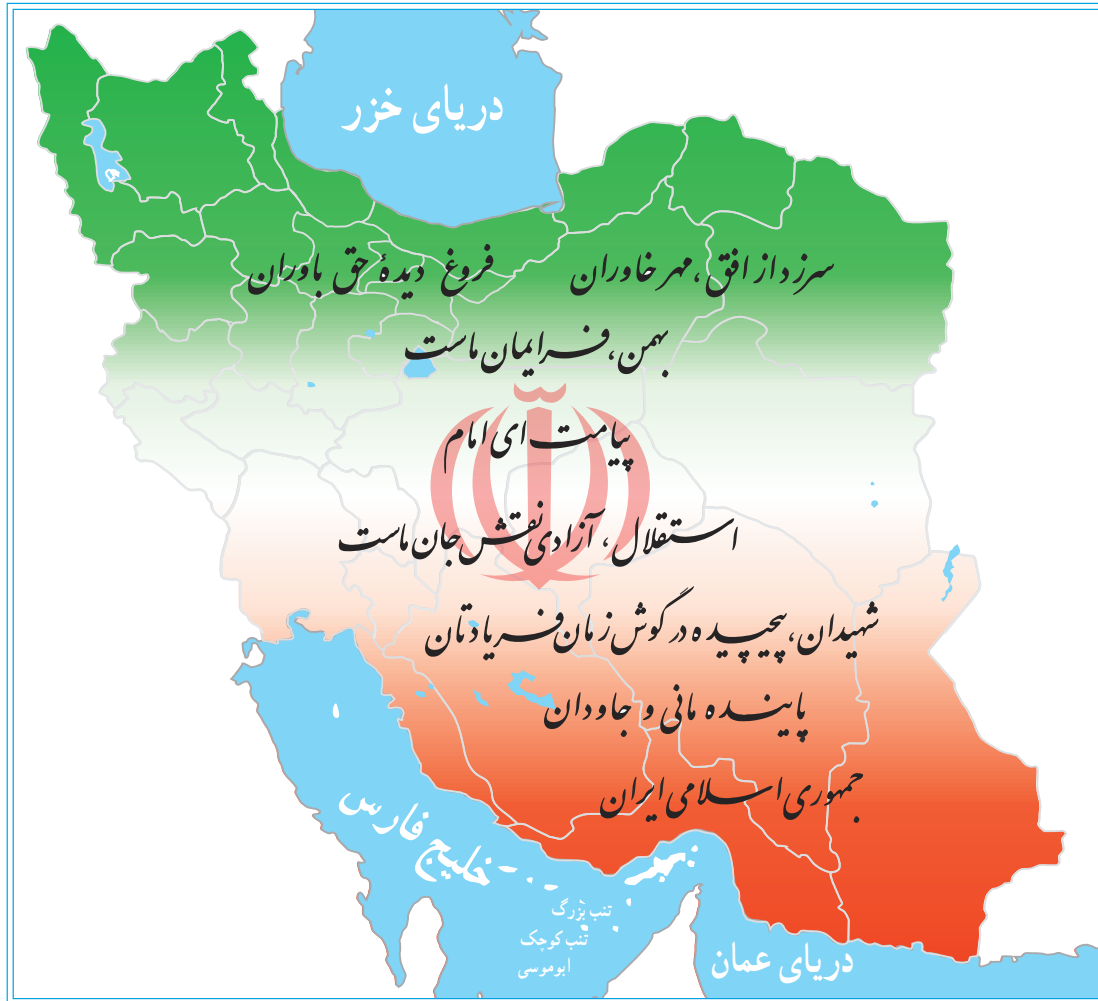 دریای خزر
سرزد از افق ، مهر خاوران فروغ دیدهٔ حق باوران
بهمن ، فرّ ایمان ماست
پیامت ای امام
استقلال ، آزادی نقش جان ماست
شهیدان ، پیچیده در گوش زمان فریادتان
پاینده مانی و جاودان
جمهوری اسلامی ایران
خلیج فارس
تنب بزرگ
تنب کوچک
ابوموسی
دریای عمان